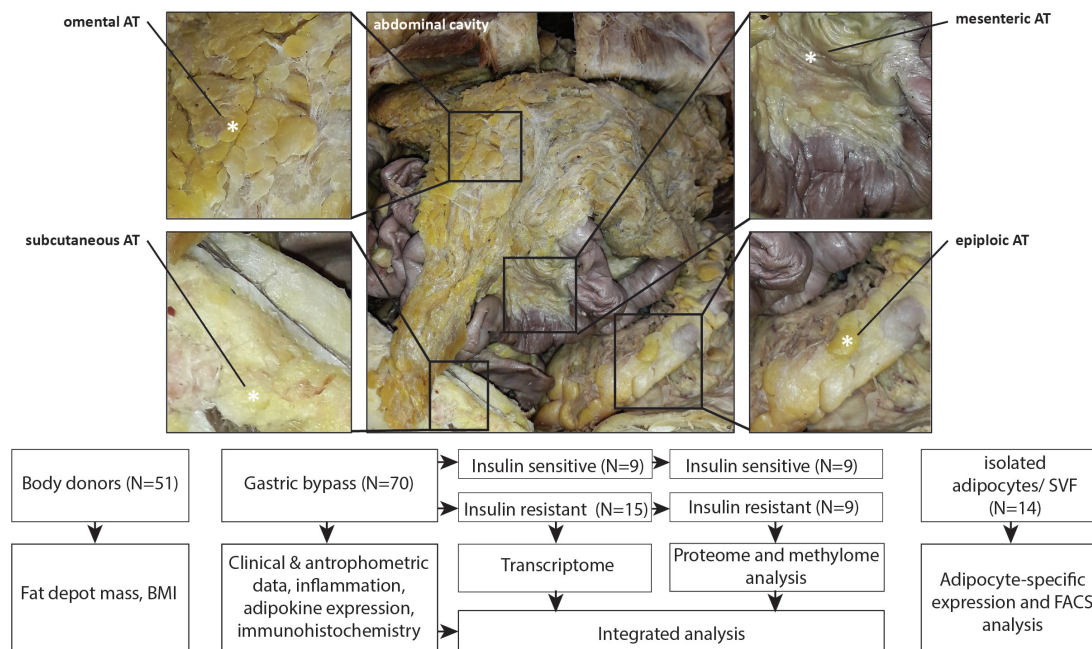 omental AT
abdominal cavity
mesenteric AT
subcutaneous AT
epiploic AT
Body donors (N=51)
Gastric bypass (N=70)
Insulin sensitive (N=9)
Insulin sensitive (N=9)
Insulin resistant (N=15)
Insulin resistant (N=9)
isolated
adipocytes/ SVF
(N=14)
Fat depot mass, BMI
Clinical & antrophometric
data, inflammation,
adipokine expression,
immunohistochemistry
Transcriptome
Proteome and methylome
analysis
Integrated analysis
Adipocyte-specific
expression and FACS
analysis